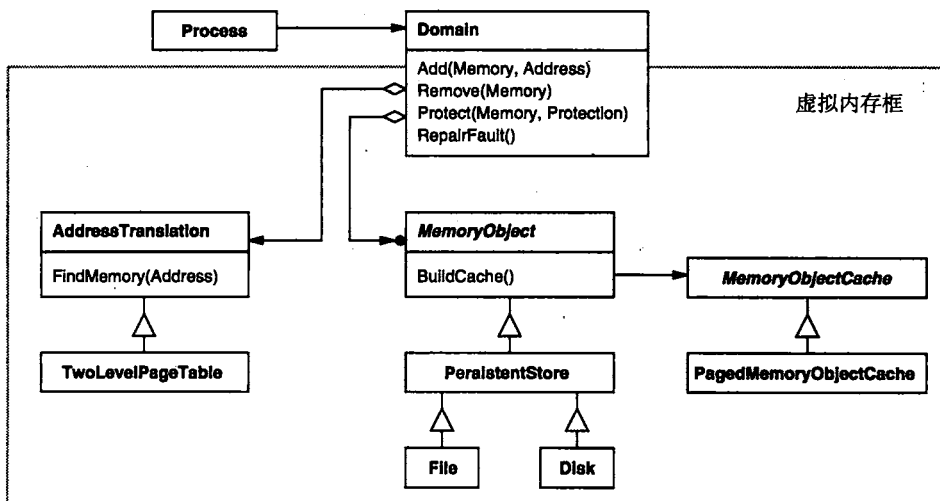 Process
Domain
Add(Memory, Address)
Remove(Memory)
Protect(Memory, Protection)
RepairFault()
虚拟内存框
AddressTranslation
FindMemory(Address)
MemoryObject
BuildCache()
MemoryObjectCache
TwoLevelPageTable
PersistentStore
PagedMemoryObjectCache
File
Disk